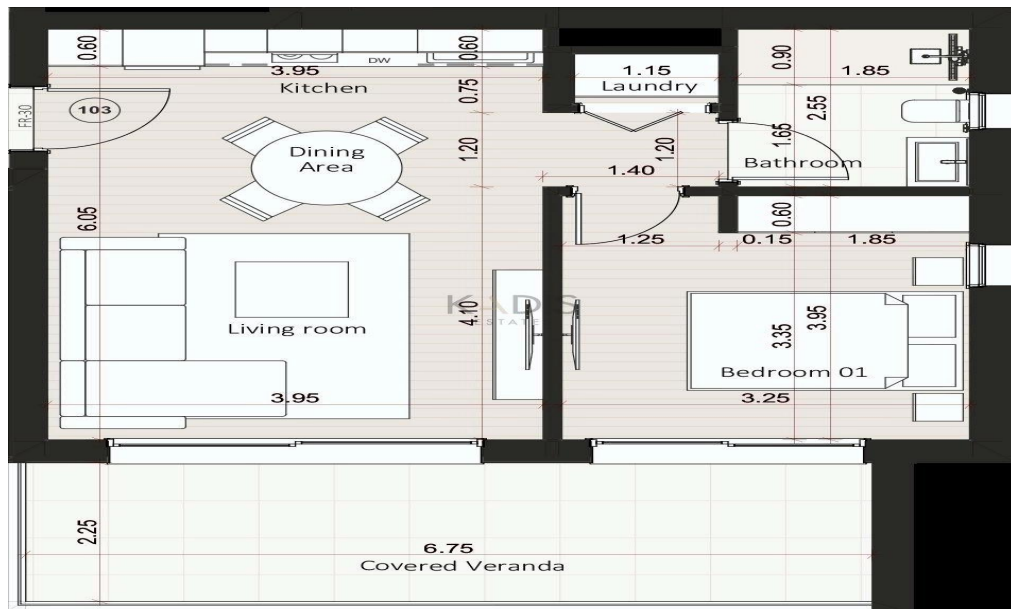 0.60
3.95
Kitchen
DW
0.60
0.75
FR-30
103
Dining
Area
1.20
6.05
1.15
Laundry
1.20
1.40
0.90
1.85
2.55
1.65
Bathroom
1.25
0.60
0.15
1.85
Living room
4.10
KADIS
ESTATES
3.35
3.95
Bedroom 01
3.95
3.25
2.25
6.75
Covered Veranda